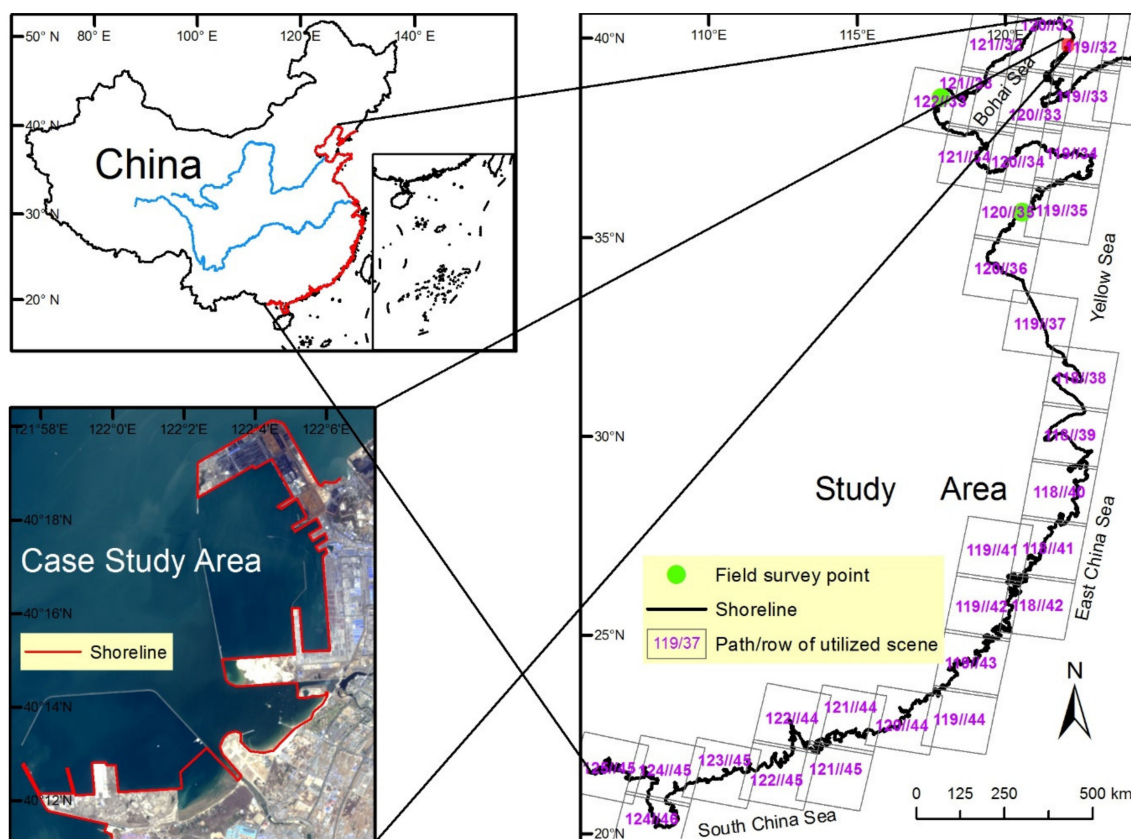 50° N
80° E
100° E
120° E
140° E
40° N
30° N
20° N
China
110°E
115°E
120°E
40°N
35°N
30°N
25°N
20°N
120//32
121//32
119//32
121//33
122//33
Bohai Sea
119//33
120//33
121//34
120//34
119//34
120//35
119//35
120//36
Yellow Sea
119//37
118//38
118//39
118//40
Study Area
East China Sea
119//41
118//41
119//42
118//42
119//44
122//44
121//44
120//44
123//45
122//45
121//45
124//45
124//46
South China Sea
Field survey point
Shoreline
119/37
Path/row of utilized scene
N
0 125 250 500 km
121°58'E
122°0'E
122°2'E
122°4'E
122°6'E
40°18'N
40°16'N
40°14'N
40°12'N
Case Study Area
Shoreline